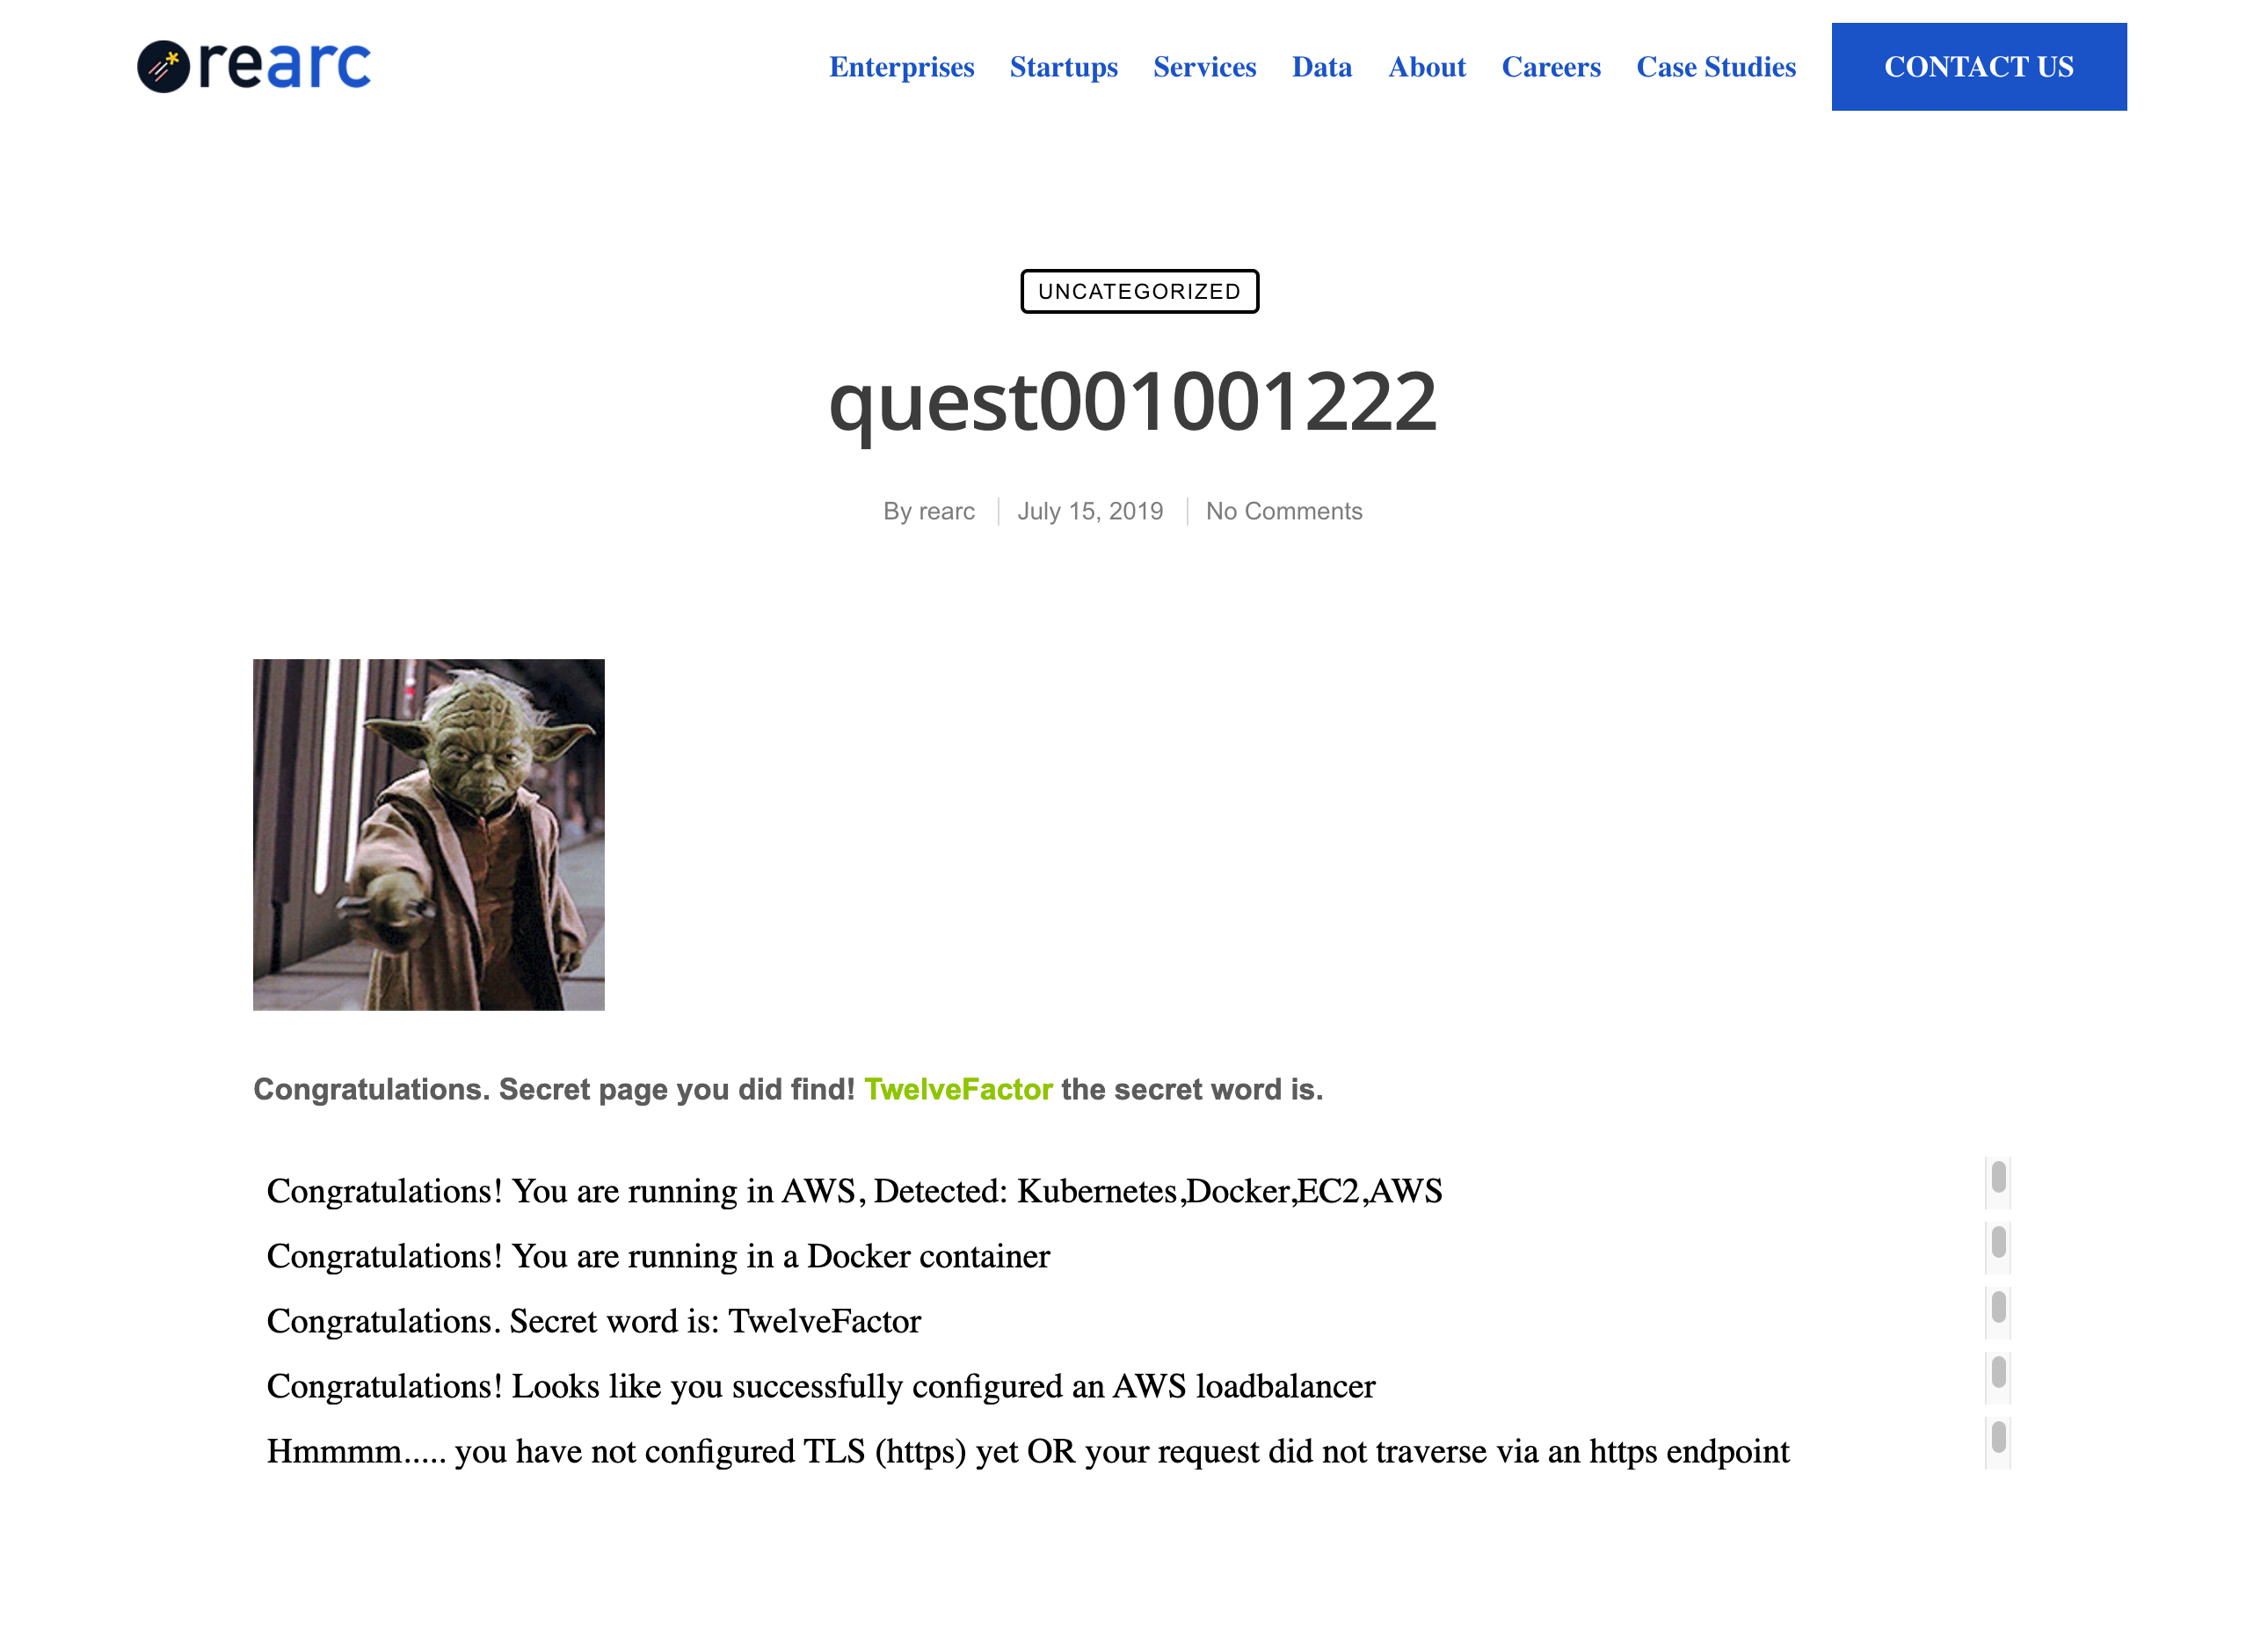 rearc
Enterprises Startups Services Data About Careers Case Studies CONTACT US
UNCATEGORIZED
quest001001222
By rearc July 15, 2019 No Comments
Congratulations. Secret page you did find! TwelveFactor the secret word is.
Congratulations! You are running in AWS, Detected: Kubernetes,Docker,EC2,AWS
Congratulations! You are running in a Docker container
Congratulations. Secret word is: TwelveFactor
Congratulations! Looks like you successfully configured an AWS loadbalancer
Hmmmm..... you have not configured TLS (https) yet OR your request did not traverse via an https endpoint